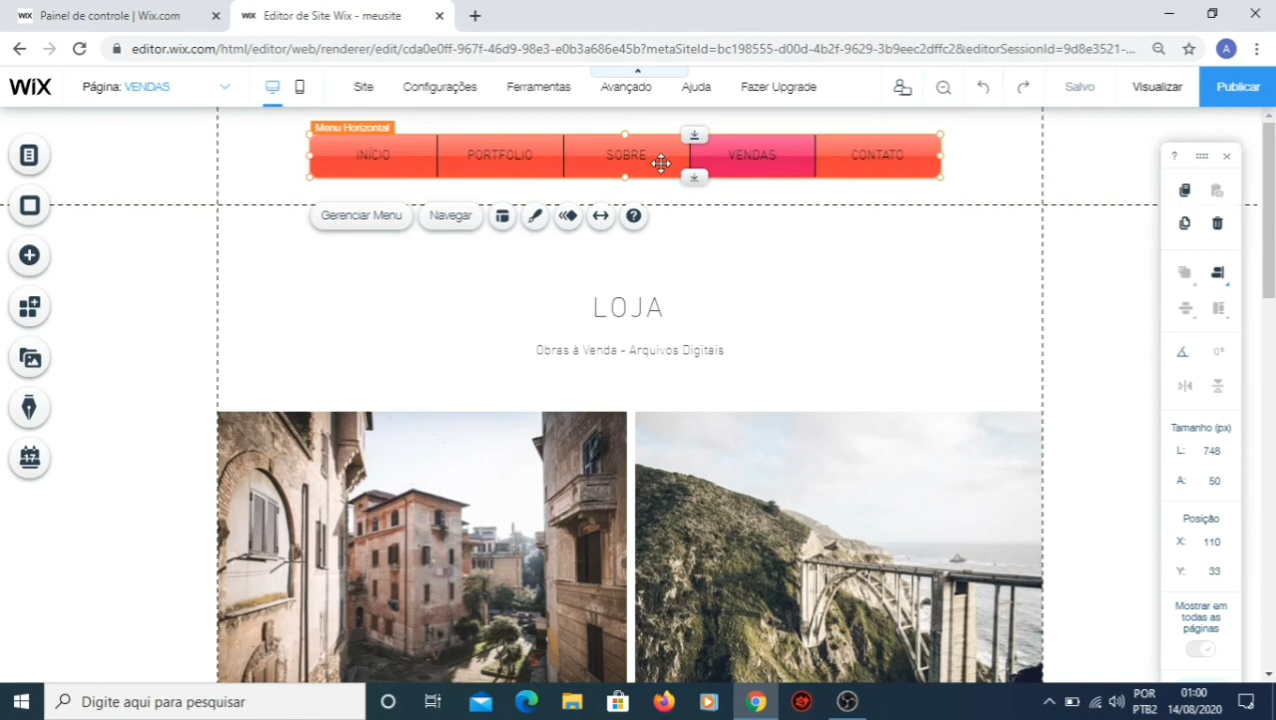 WiX Painel de controle | Wix.com
WiX Editor de Site Wix - meusite
editor.wix.com/html/editor/web/renderer/edit/cda0e0ff-967f-46d9-98e3-e0b3a686e45b?metaSiteId=bc198555-d00d-4b2f-9629-3b9eec2dffc2&editorSessionId=9d8e3521-...
A
WiX
Página: VENDAS
Site
Configurações
Ferramentas
Avançado
Ajuda
Fazer Upgrade
Salvo
Visualizar
Publicar
Menu Horizontal
INÍCIO
PORTFOLIO
SOBRE
VENDAS
CONTATO
Gerenciar Menu
Navegar
?
LOJA
Obras à Venda - Arquivos Digitais
17
?
0°
Tamanho (px)
L: 748
A: 50
Posição
X: 110
Y: 33
Mostrar em
todas as
páginas
Digite aqui para pesquisar
POR
PTB2
01:00
14/08/2020